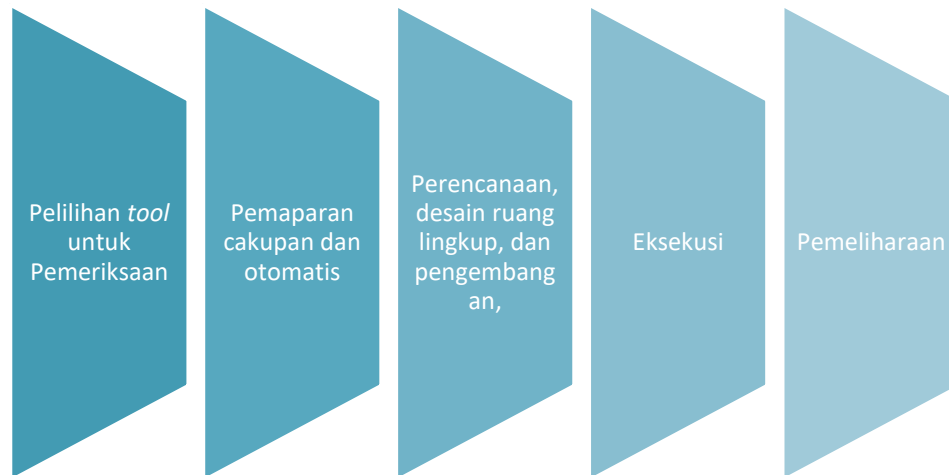 Pelilihan tool
untuk
Pemeriksaan
Pemaparan
cakupan dan
otomatis
Perencanaan,
desain ruang
lingkup, dan
pengembang
an,
Eksekusi
Pemeliharaan